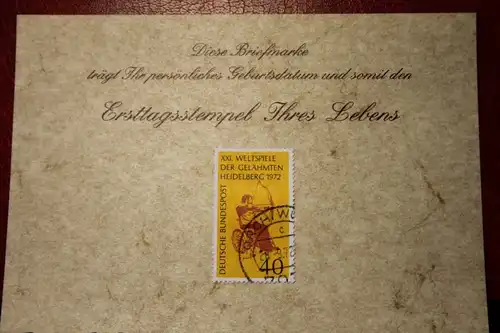 Diese Briefmarke
trägt Ihr persönliches Geburtsdatum und somit den
Ersttagsstempel Ihres Lebens
XXI. WELTSPIELE
DER GELÄHMTEN
HEIDELBERG 1972
DEUTSCHE BUNDESPOST
40
c